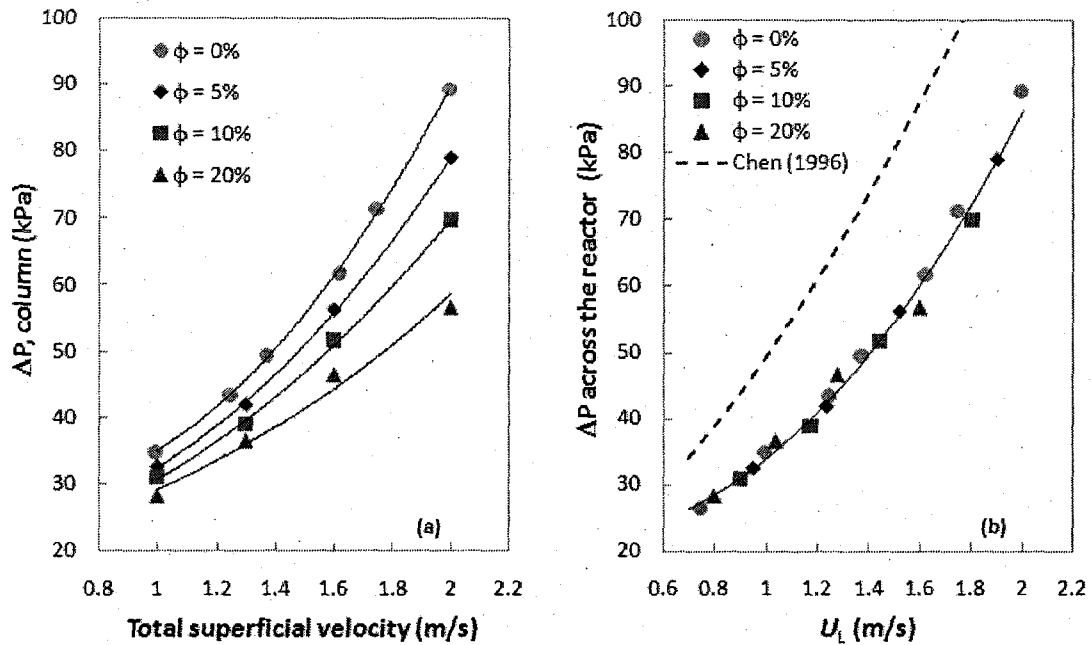 100
90
80
70
60
50
40
30
20
ΔP, column (kPa)
ϕ = 0%
ϕ = 5%
ϕ = 10%
ϕ = 20%
(a)
0.8 1 1.2 1.4 1.6 1.8 2 2.2
Total superficial velocity (m/s)
100
90
80
70
60
50
40
30
20
ΔP across the reactor (kPa)
ϕ = 0%
ϕ = 5%
ϕ = 10%
ϕ = 20%
Chen (1996)
(b)
0.6 0.8 1 1.2 1.4 1.6 1.8 2 2.2
UL (m/s)